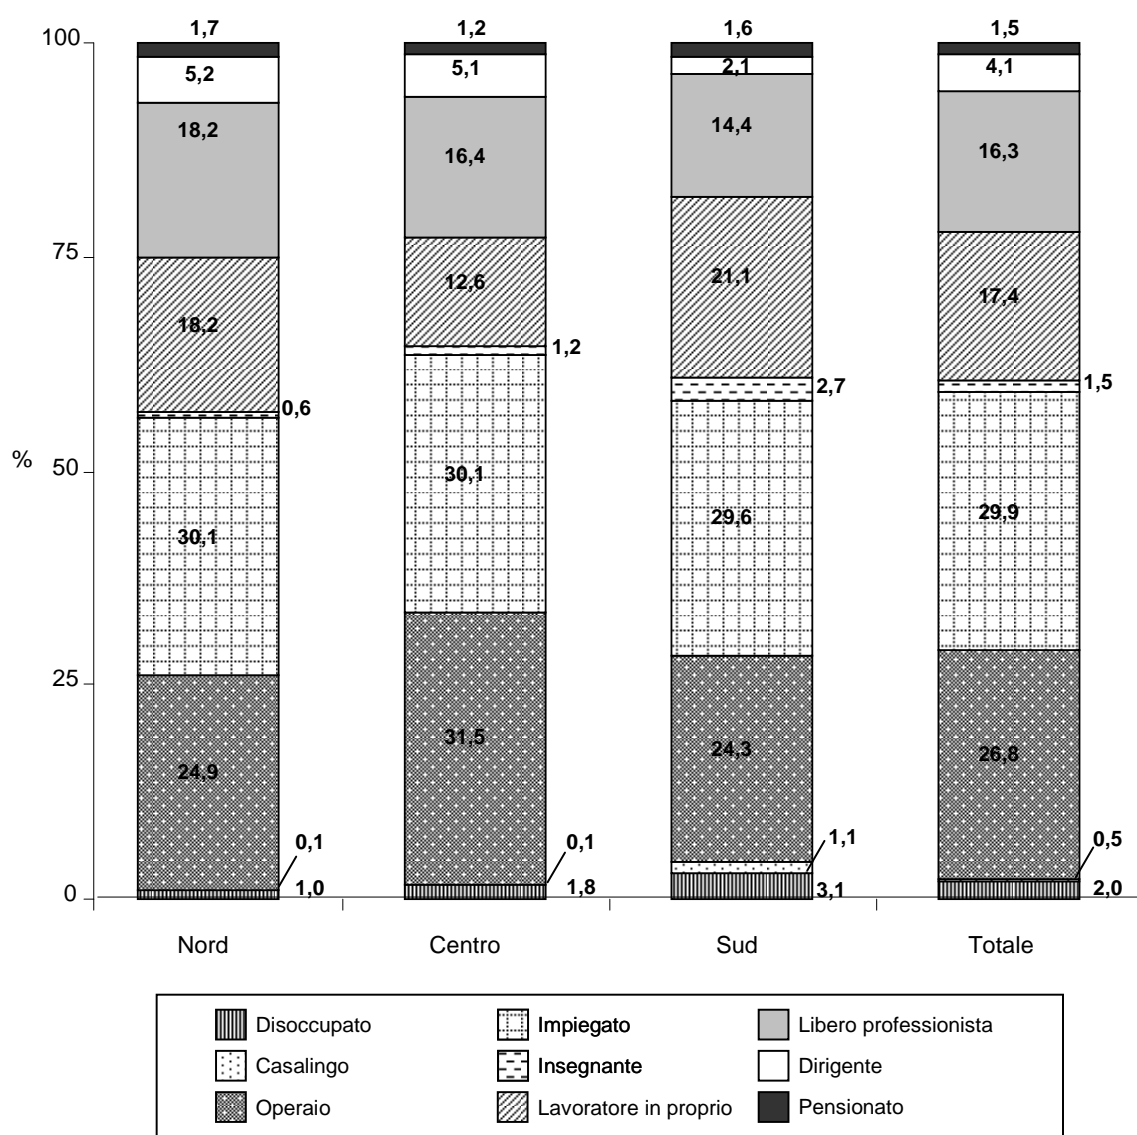 1,7 1,2 1,6 1,5
100
5,2 5,1 2,1 4,1
18,2 16,4 14,4 16,3
75
18,2 12,6 21,1 17,4
0,6 1,2 2,7 1,5
% 50
30,1 30,1 29,6 29,9
25
24,9 31,5 24,3 26,8
0,1 0,1 1,1 0,5
0 1,0 1,8 3,1 2,0
Nord Centro Sud Totale
Disoccupato Impiegato Libero professionista
Casalingo Insegnante Dirigente
Operaio Lavoratore in proprio Pensionato